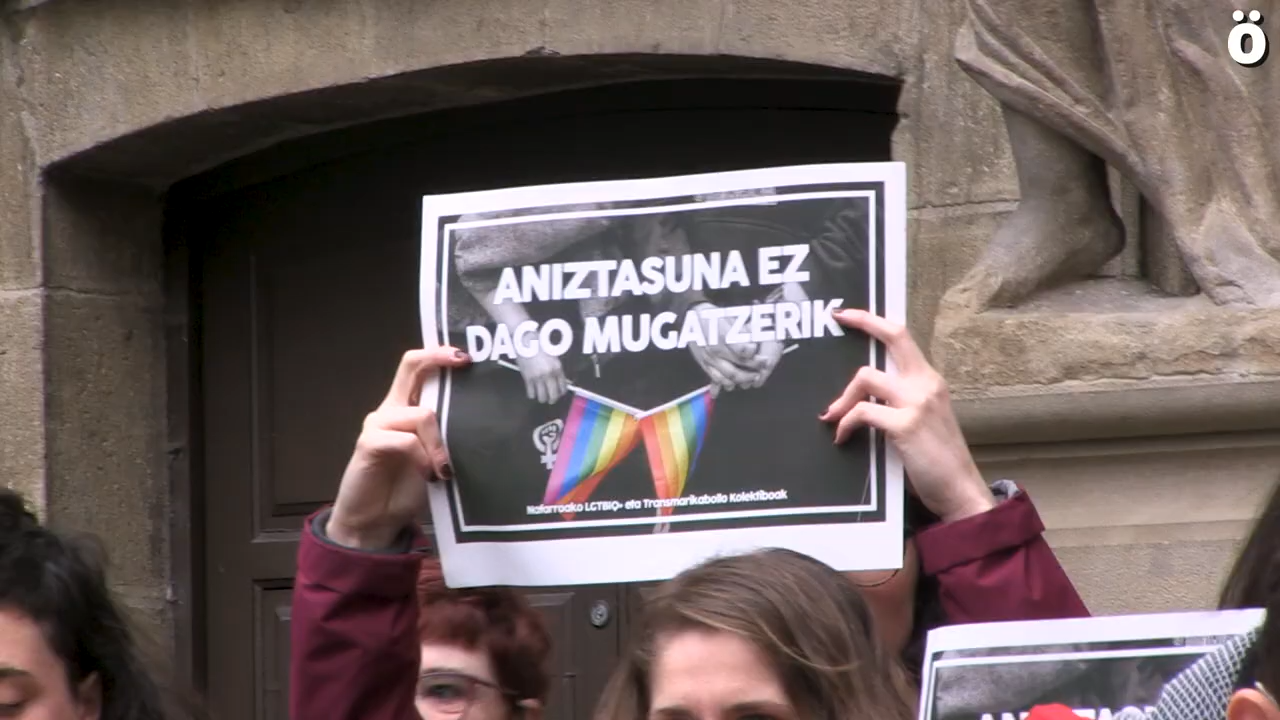 Ö
ANIZTASUNA EZ
DAGO MUGATZERIK
Nafarroako LGTBIQ+ eta Transmarikabollo Kolektiboak